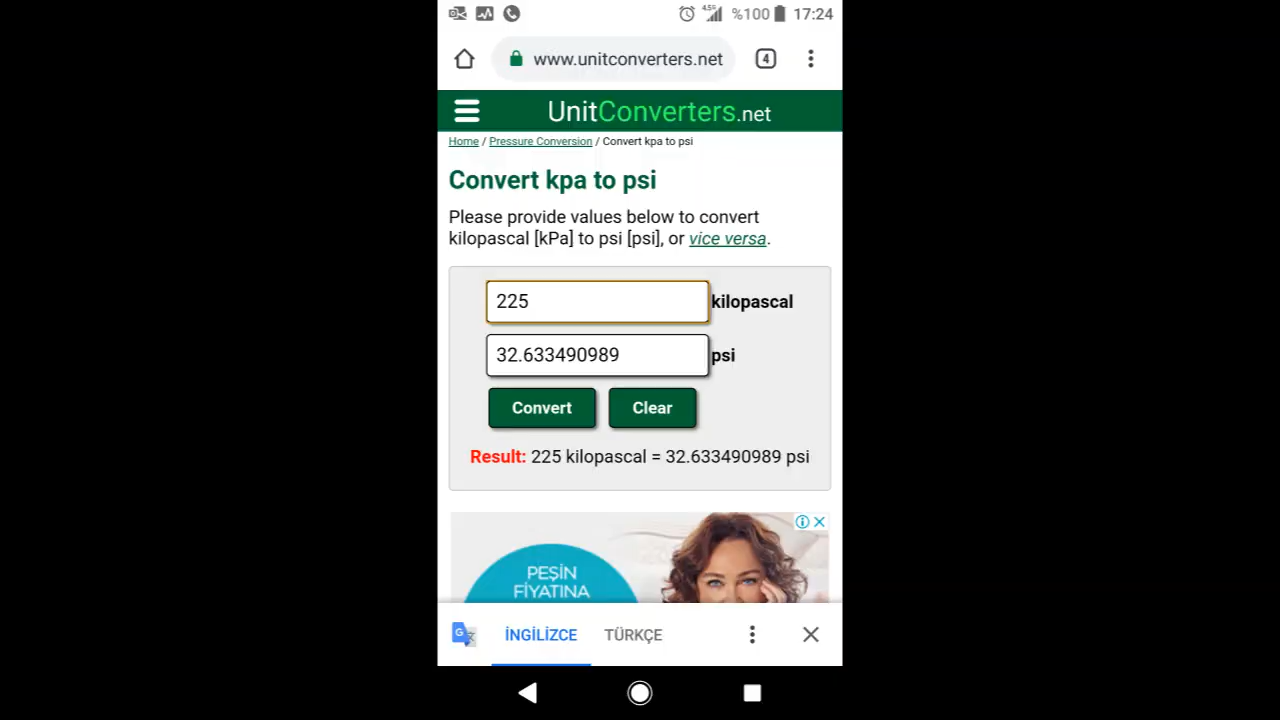 4.5G %100 17:24
www.unitconverters.net 4
UnitConverters.net
Home / Pressure Conversion / Convert kpa to psi
Convert kpa to psi
Please provide values below to convert
kilopascal [kPa] to psi [psi], or vice versa.
225 kilopascal
32.633490989 psi
Convert Clear
Result: 225 kilopascal = 32.633490989 psi
PEŞİN
FİYATINA
İNGİLİZCE TÜRKÇE